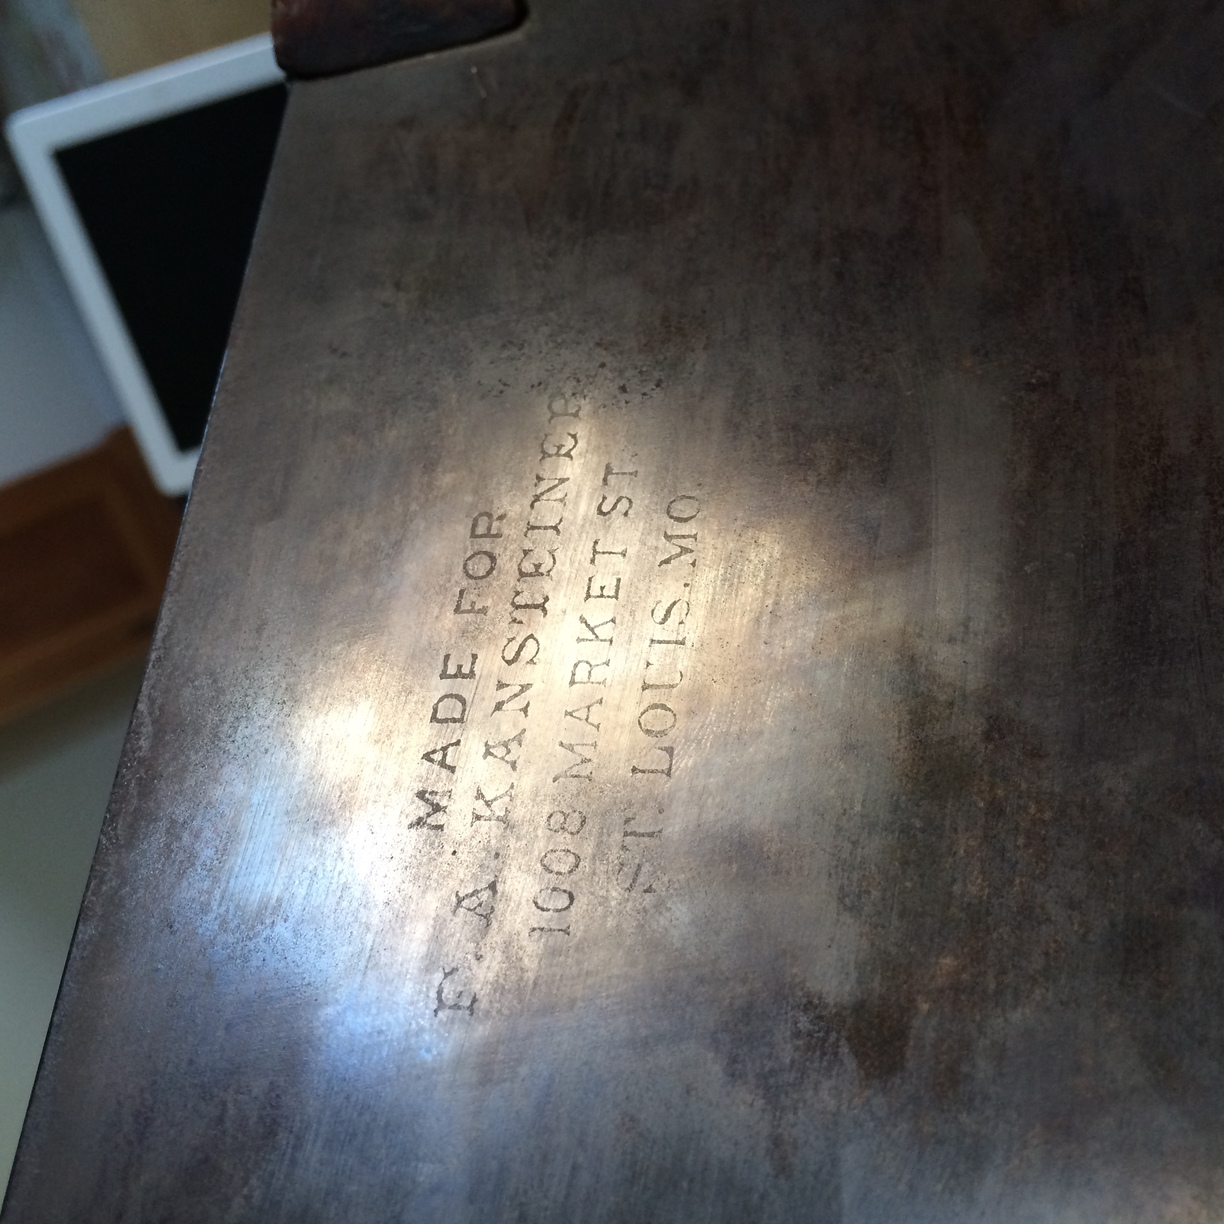 MADE FOR
F. A. KANSTEINER
1008 MARKET ST.
ST. LOUIS. MO.